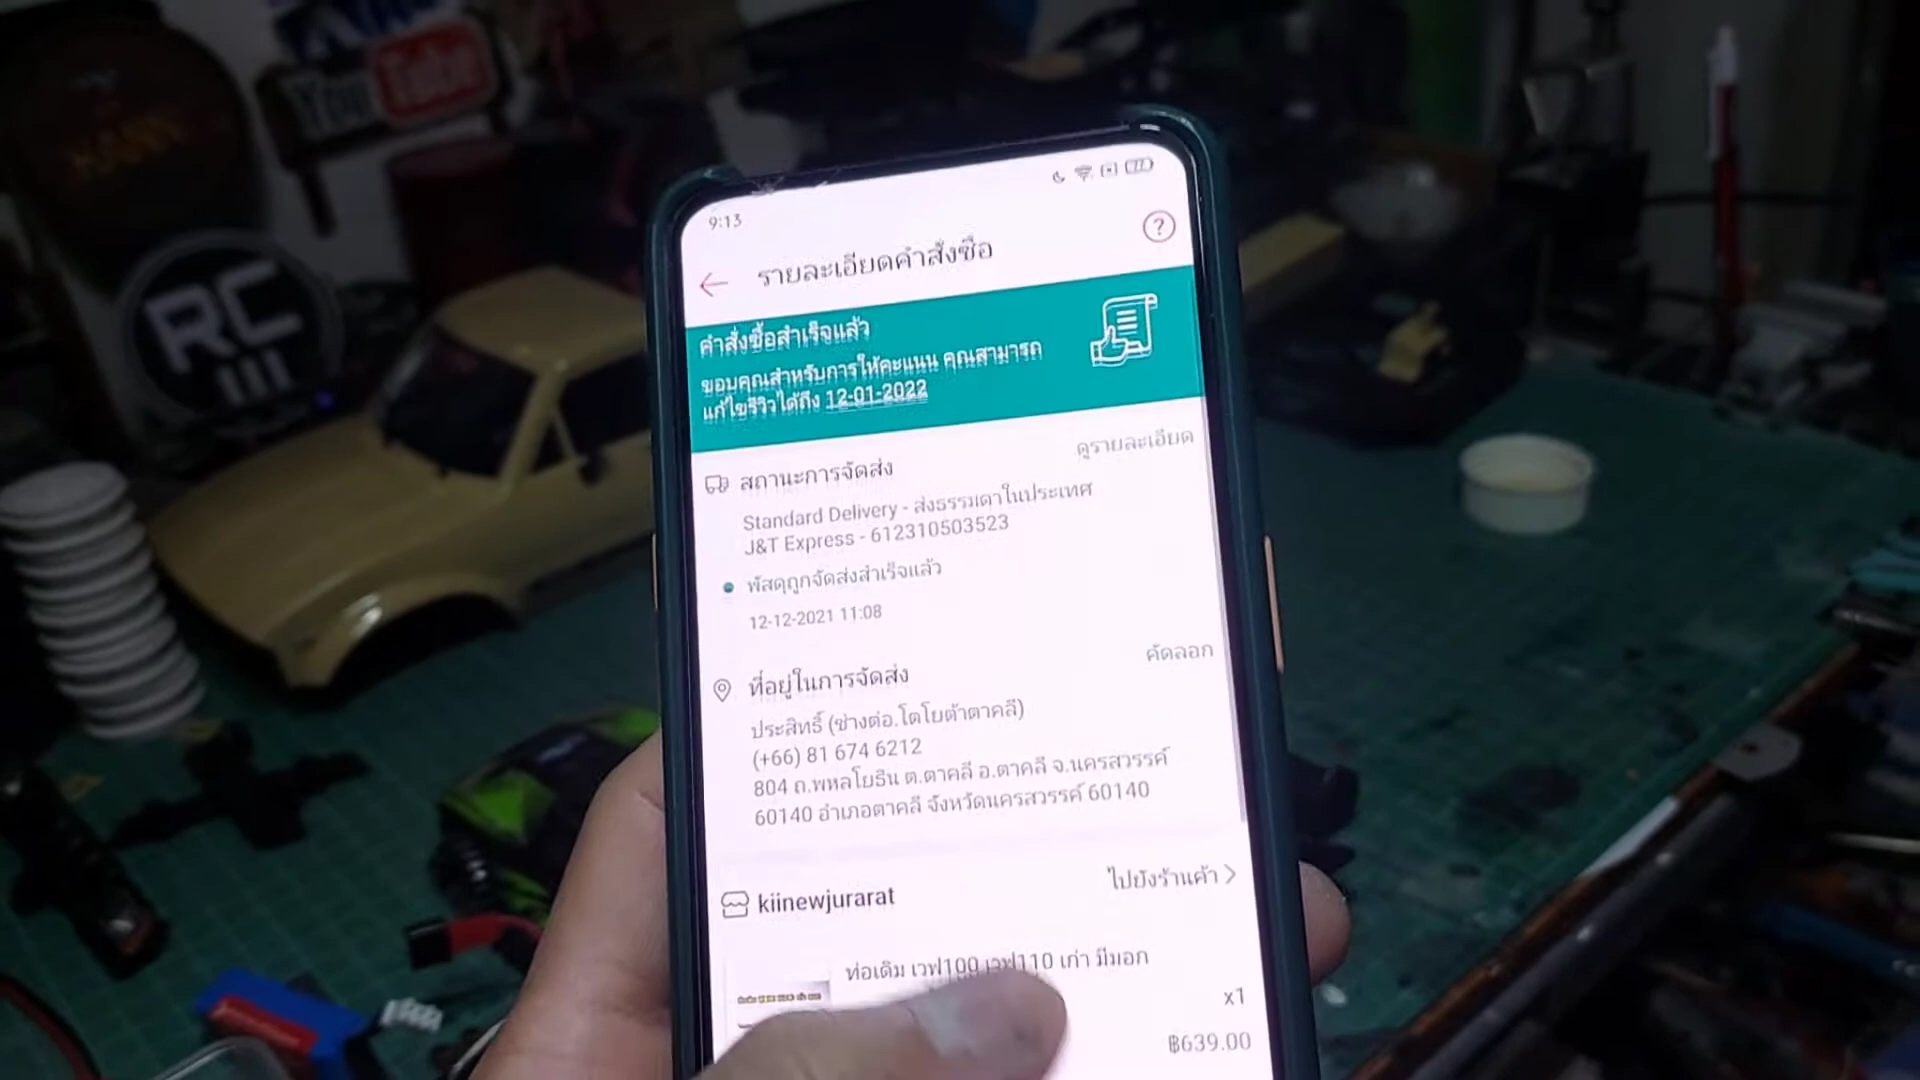 YouTube
RC
9:13
รายละเอียดคำสั่งซื้อ
?
คำสั่งซื้อสำเร็จแล้ว
ขอบคุณสำหรับการให้คะแนน คุณสามารถ
แก้ไขรีวิวได้ถึง 12-01-2022
สถานะการจัดส่ง
ดูรายละเอียด
Standard Delivery - ส่งธรรมดาในประเทศ
J&T Express - 612310503523
พัสดุถูกจัดส่งสำเร็จแล้ว
12-12-2021 11:08
ที่อยู่ในการจัดส่ง
คัดลอก
ประสิทธิ์ (ช่างต่อ.โตโยต้าตาคลี)
(+66) 81 674 6212
804 ถ.พหลโยธิน ต.ตาคลี อ.ตาคลี จ.นครสวรรค์
60140 อำเภอตาคลี จังหวัดนครสวรรค์ 60140
kiinewjurarat
ไปยังร้านค้า
ท่อเดิม เวฟ100 เวฟ110 เก่า มีมอก
x1
฿639.00